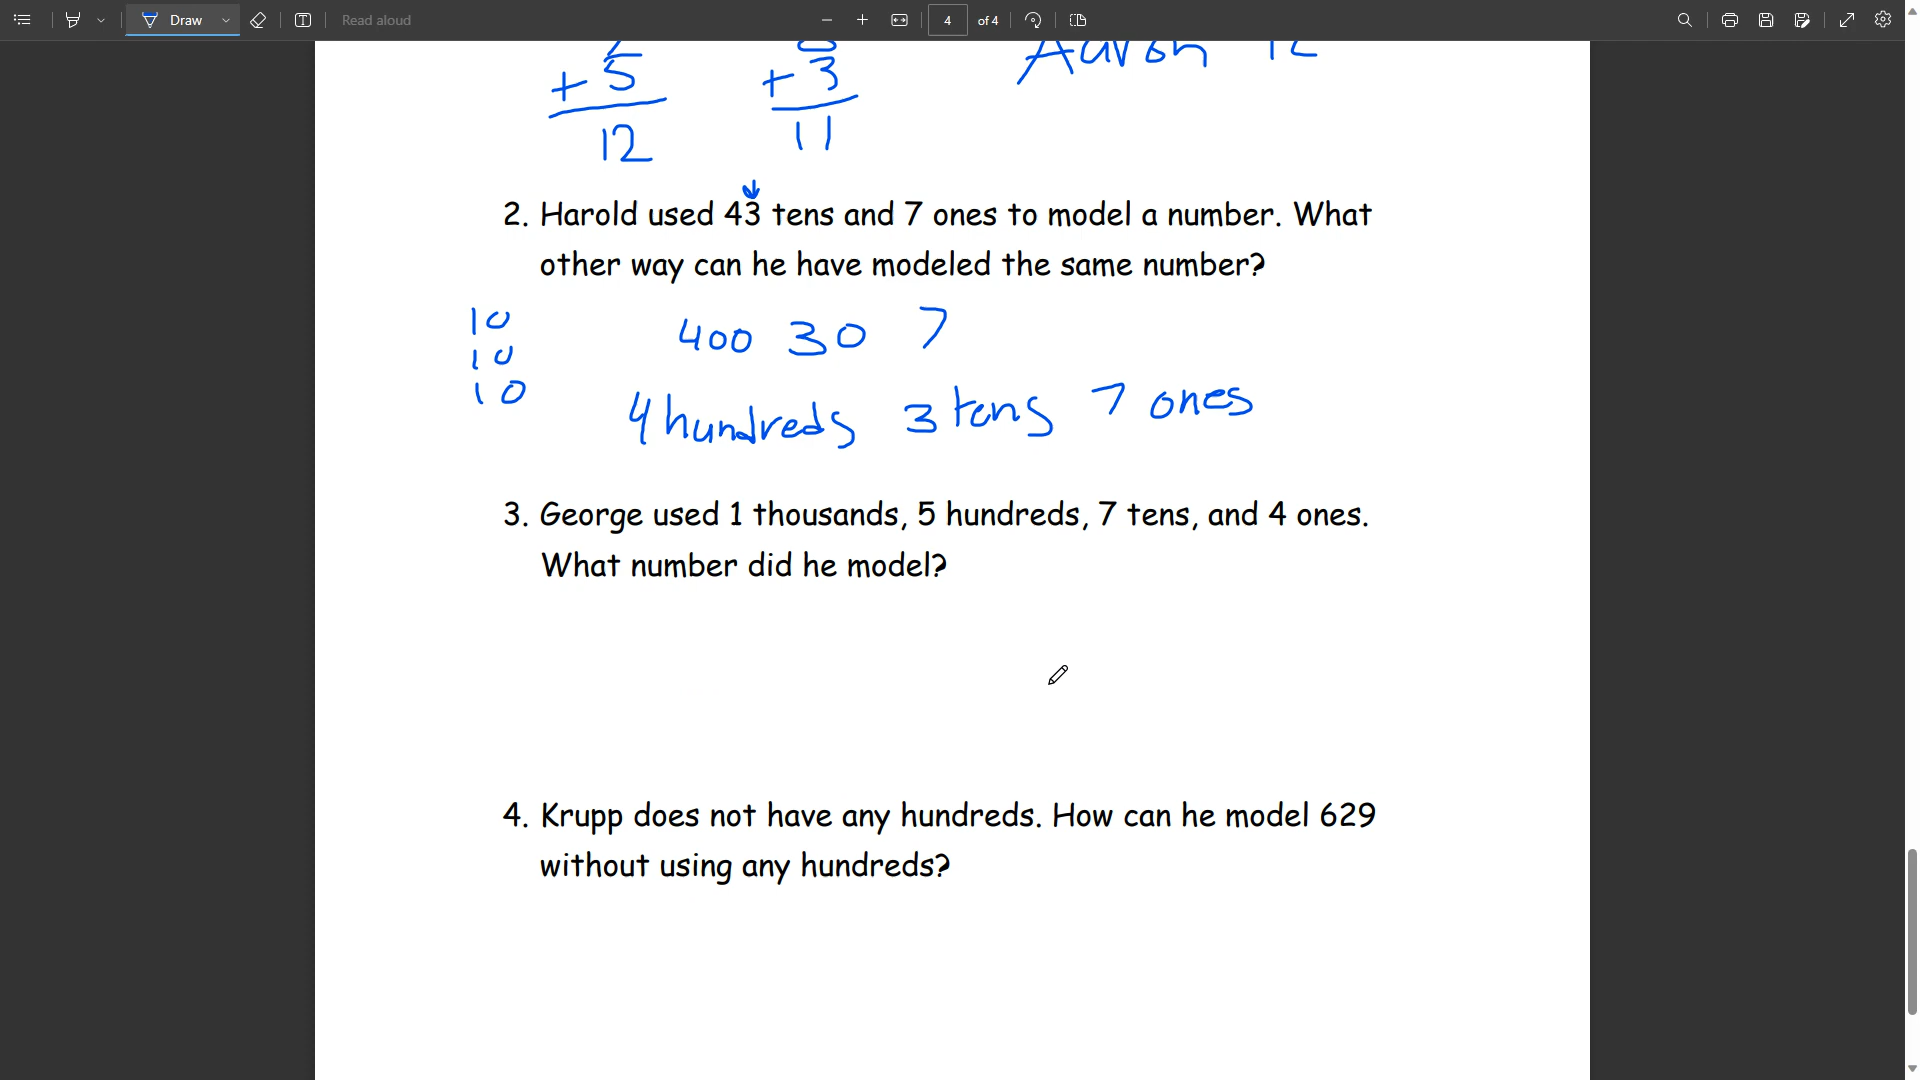 Draw
Read aloud
4 of 4
Aaron 12
+ 5
+ 3
12
11
2. Harold used 43 tens and 7 ones to model a number. What
other way can he have modeled the same number?
10
10
10
400 30 7
4 hundreds 3 tens 7 ones
3. George used 1 thousands, 5 hundreds, 7 tens, and 4 ones.
What number did he model?
4. Krupp does not have any hundreds. How can he model 629
without using any hundreds?